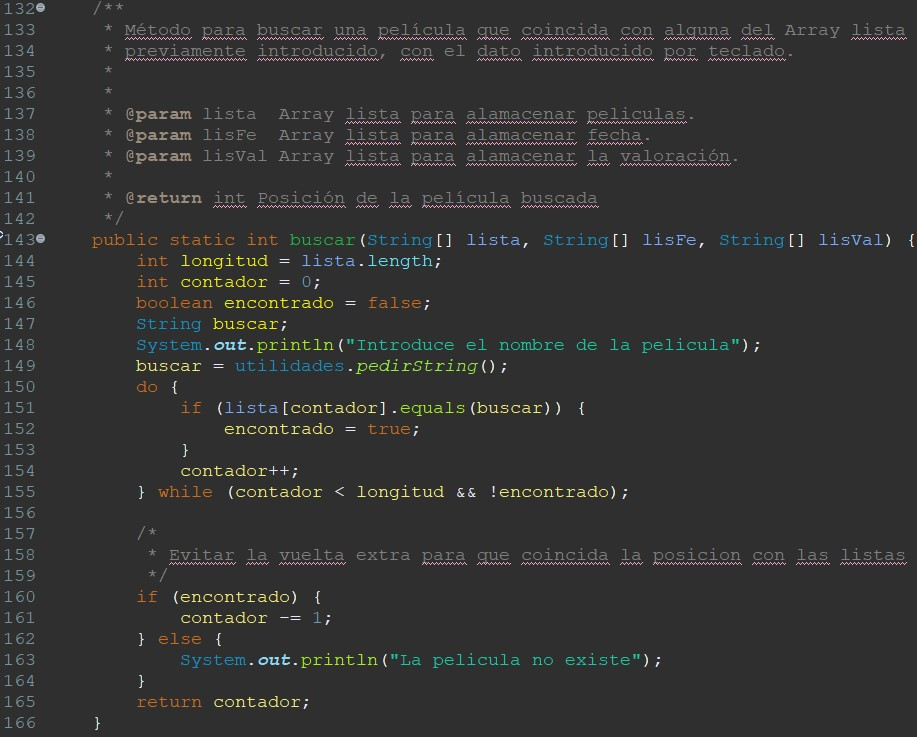 132 /**
133 * Método para buscar una película que coincida con alguna del Array lista
134 * previamente introducido, con el dato introducido por teclado.
135 *
136 *
137 * @param lista  Array lista para alamacenar peliculas.
138 * @param lisFe  Array lista para alamacenar fecha.
139 * @param lisVal Array lista para alamacenar la valoración.
140 *
141 * @return int Posición de la película buscada
142 */
143 public static int buscar(String[] lista, String[] lisFe, String[] lisVal) {
144 int longitud = lista.length;
145 int contador = 0;
146 boolean encontrado = false;
147 String buscar;
148 System.out.println("Introduce el nombre de la pelicula");
149 buscar = utilidades.pedirString();
150 do {
151 if (lista[contador].equals(buscar)) {
152 encontrado = true;
153 }
154 contador++;
155 } while (contador < longitud && !encontrado);
156
157 /*
158 * Evitar la vuelta extra para que coincida la posicion con las listas
159 */
160 if (encontrado) {
161 contador -= 1;
162 } else {
163 System.out.println("La pelicula no existe");
164 }
165 return contador;
166 }